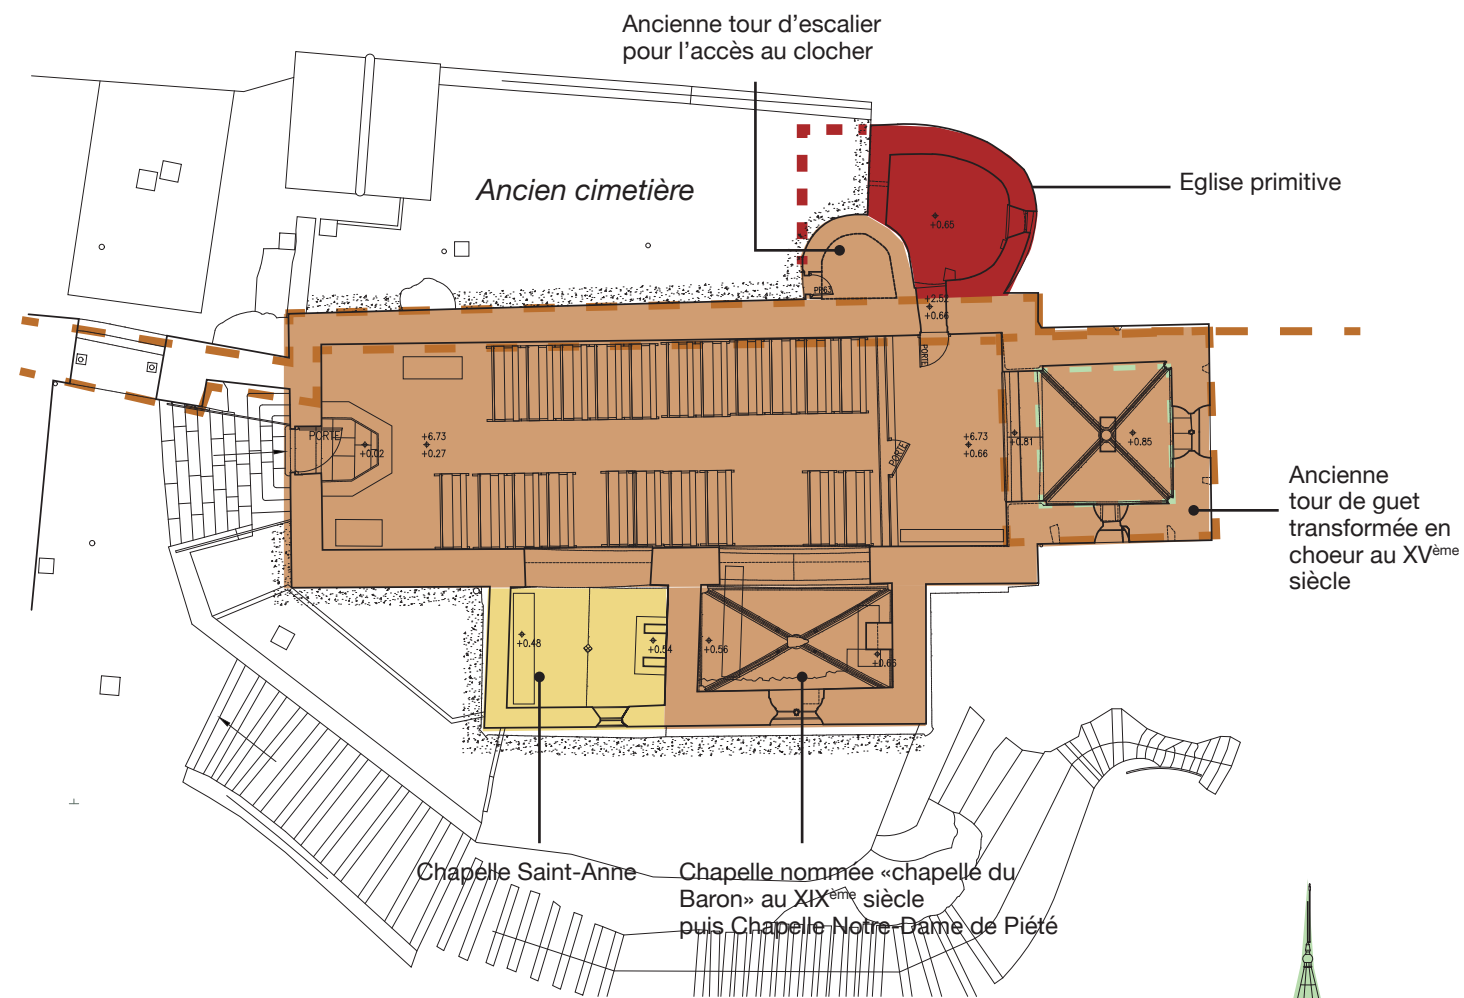 Ancienne tour d'escalier
pour l'accès au clocher
Ancien cimetière
Eglise primitive
+0.65
PP63
+2.52
+0.66
PORTE
PORTE
+0.02
+6.73
+0.27
PORTE
+6.73
+0.66
+0.81
+0.85
Ancienne
tour de guet
transformée en
choeur au XVème
siècle
+0.48
+0.54
+0.56
+0.66
Chapelle Saint-Anne
Chapelle nommée «chapelle du
Baron» au XIXème siècle
puis Chapelle Notre-Dame de Piété